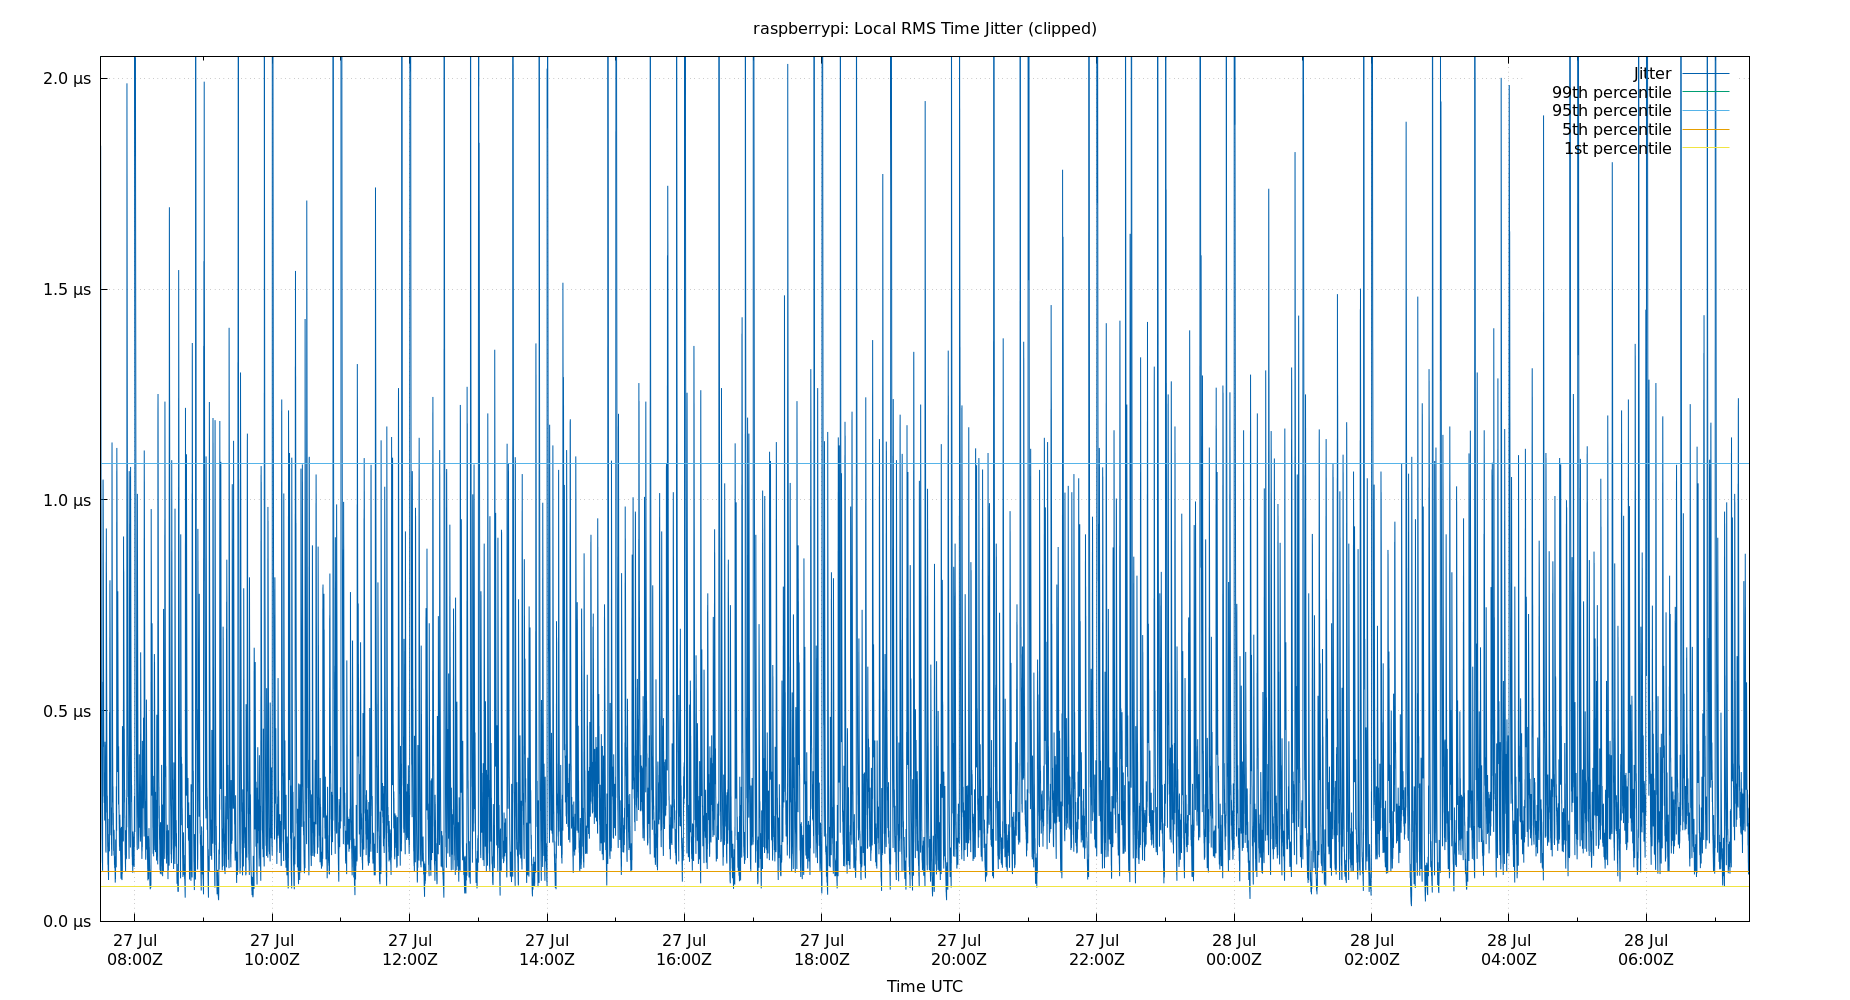 raspberrypi: Local RMS Time Jitter (clipped)
2.0 µs
1.5 µs
1.0 µs
0.5 µs
0.0 µs
Jitter
99th percentile
95th percentile
5th percentile
1st percentile
27 Jul 27 Jul 27 Jul 27 Jul 27 Jul 27 Jul 27 Jul 27 Jul 28 Jul 28 Jul 28 Jul 28 Jul
08:00Z 10:00Z 12:00Z 14:00Z 16:00Z 18:00Z 20:00Z 22:00Z 00:00Z 02:00Z 04:00Z 06:00Z
Time UTC